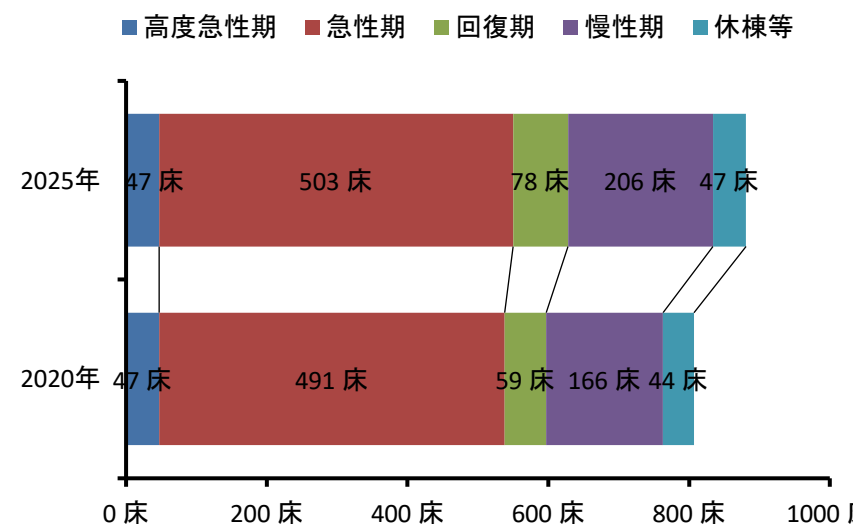 高度急性期 急性期 回復期 慢性期 休棟等
2025年 47 床 503 床 78 床 206 床 47 床
2020年 47 床 491 床 59 床 166 床 44 床
0 床 200 床 400 床 600 床 800 床 1000